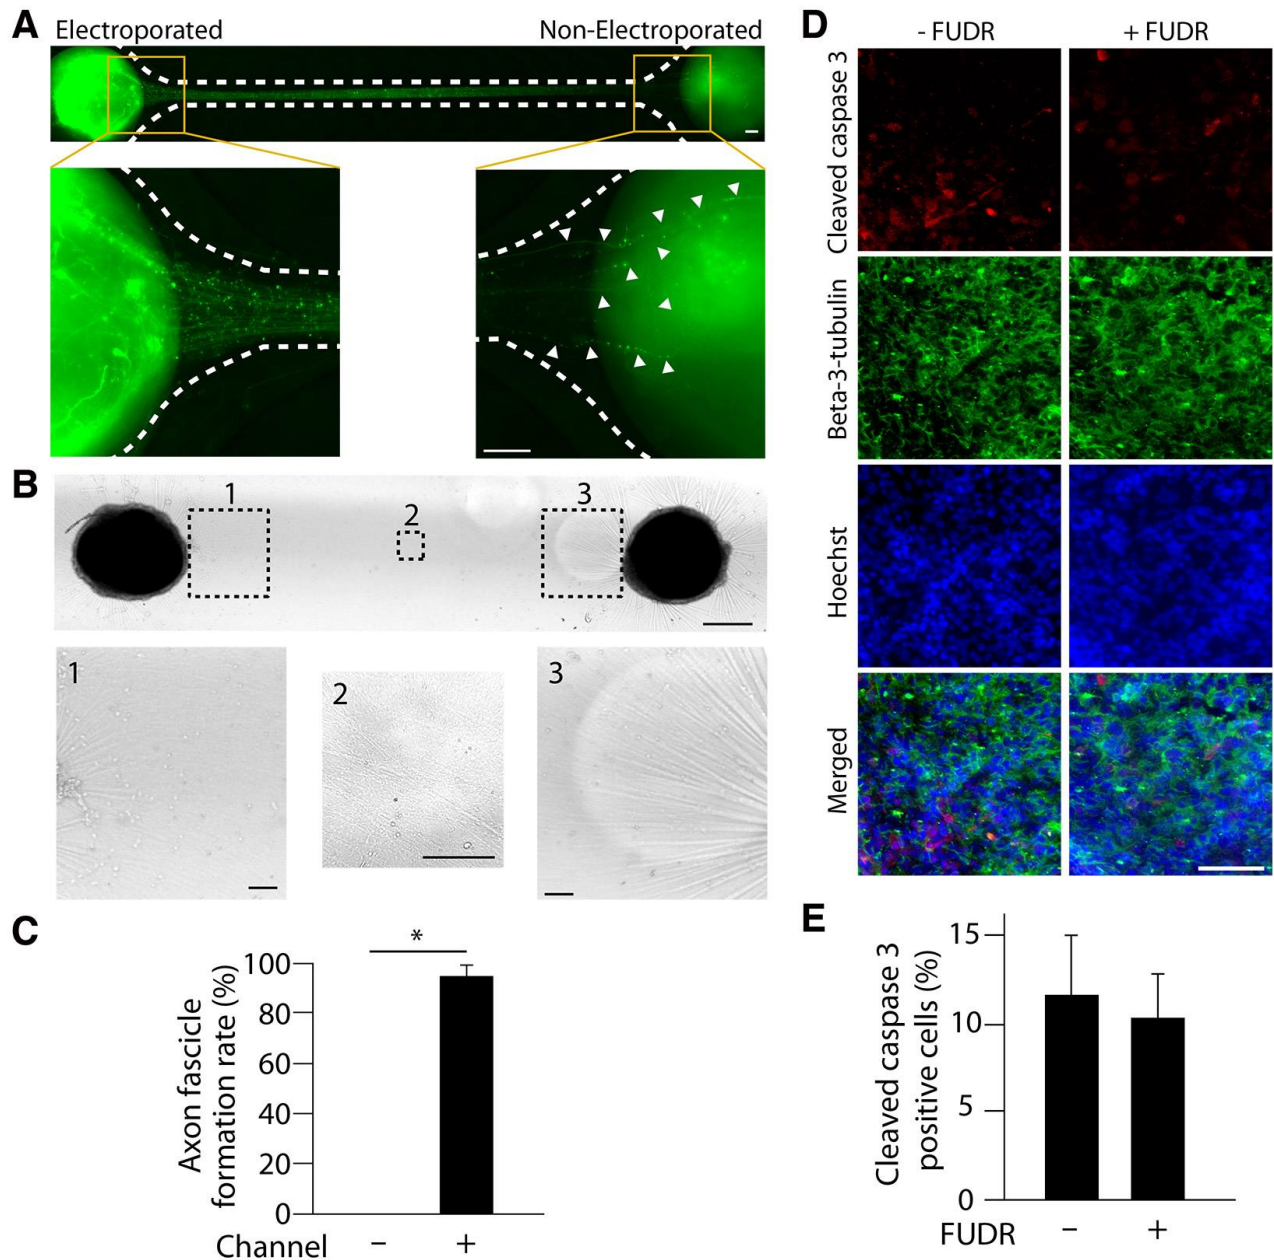 A
Electroporated
Non-Electroporated
B
1
2
3
1
2
3
C
*
Axon fascicle
formation rate (%)
100
80
60
40
20
0
Channel
−
+
D
- FUDR
+ FUDR
Cleaved caspase 3
Beta-3-tubulin
Hoechst
Merged
E
Cleaved caspase 3
positive cells (%)
15
10
5
0
FUDR
−
+